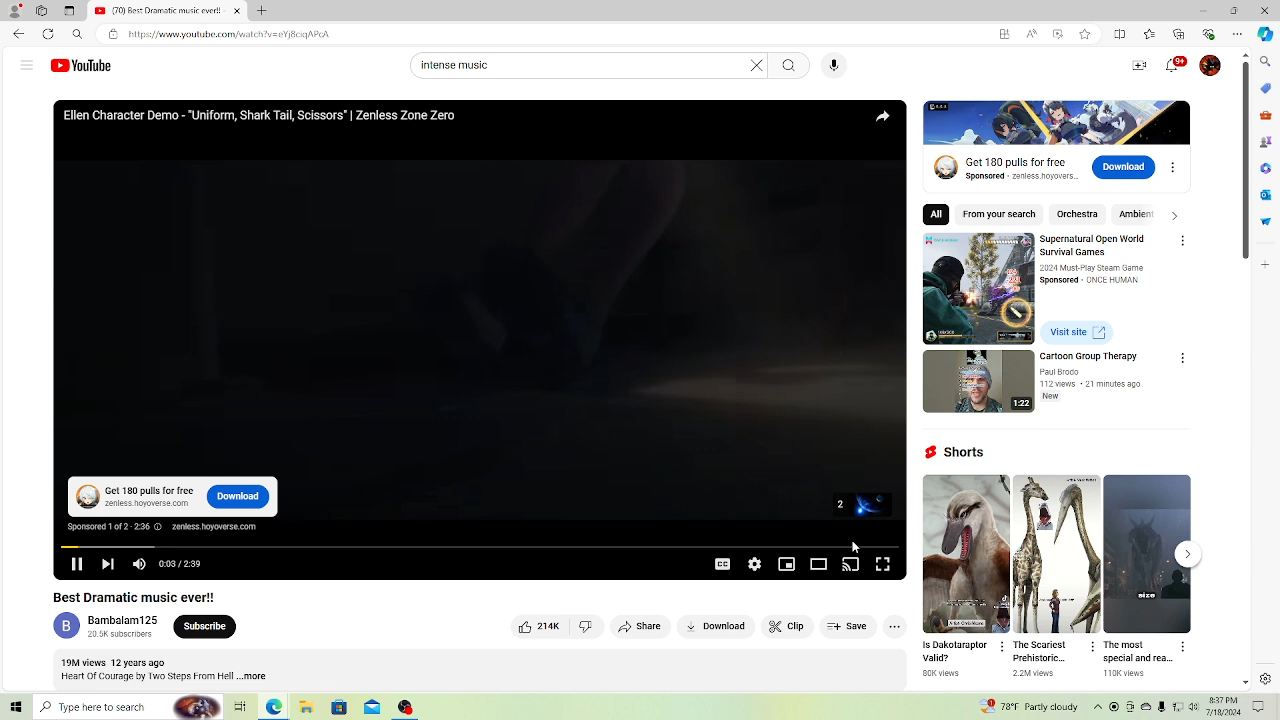 (70) Best Dramatic music ever!!
https://www.youtube.com/watch?v=eYj8ciqAPcA
YouTube
intense music
9+
Ellen Character Demo - "Uniform, Shark Tail, Scissors" | Zenless Zone Zero
Get 180 pulls for free
zenless.hoyoverse.com
Download
2
Sponsored 1 of 2 · 2:36
zenless.hoyoverse.com
0:03 / 2:39
Best Dramatic music ever!!
Bambalam125
20.5K subscribers
B
Subscribe
214K
Share
Download
Clip
Save
19M views 12 years ago
Heart Of Courage by Two Steps From Hell ...more
Get 180 pulls for free
Sponsored · zenless.hoyovers...
Download
All
From your search
Orchestra
Ambient
Supernatural Open World
Survival Games
2024 Must-Play Steam Game
Sponsored · ONCE HUMAN
Visit site
Cartoon Group Therapy
Paul Brodo
112 views · 21 minutes ago
New
1:22
Shorts
size
Is Dakotaraptor
Valid?
80K views
The Scariest
Prehistoric...
2.2M views
The most
special and rea...
110K views
Type here to search
78°F
8:37 PM
7/18/2024